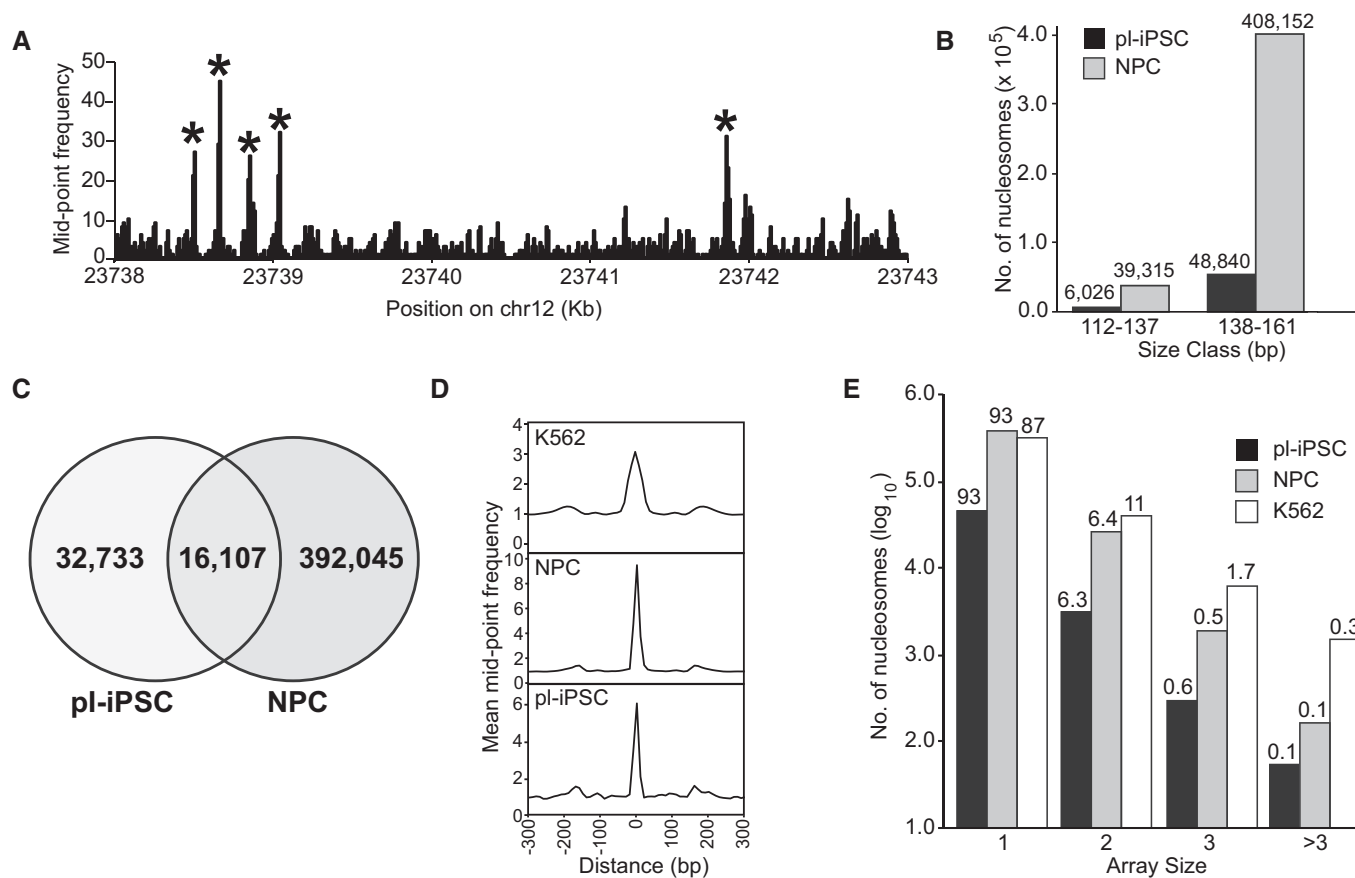 A
Mid-point frequency
50
40
30
20
10
0
* * * * *
23738 23739 23740 23741 23742 23743
Position on chr12 (Kb)
B
No. of nucleosomes (x 10^5)
4.0
3.0
2.0
1.0
0.0
pl-iPSC
NPC
6,026 39,315 48,840 408,152
112-137 138-161
Size Class (bp)
C
32,733 16,107 392,045
pl-iPSC NPC
D
Mean mid-point frequency
K562
4
3
2
1
0
NPC
10
8
6
4
2
0
pl-iPSC
6
4
2
0
-300 -200 -100 0 100 200 300
Distance (bp)
E
No. of nucleosomes (log10)
6.0
5.0
4.0
3.0
2.0
1.0
pl-iPSC
NPC
K562
93 93 87
6.3 6.4 11
0.6 0.5 1.7
0.1 0.1 0.3
1 2 3 >3
Array Size